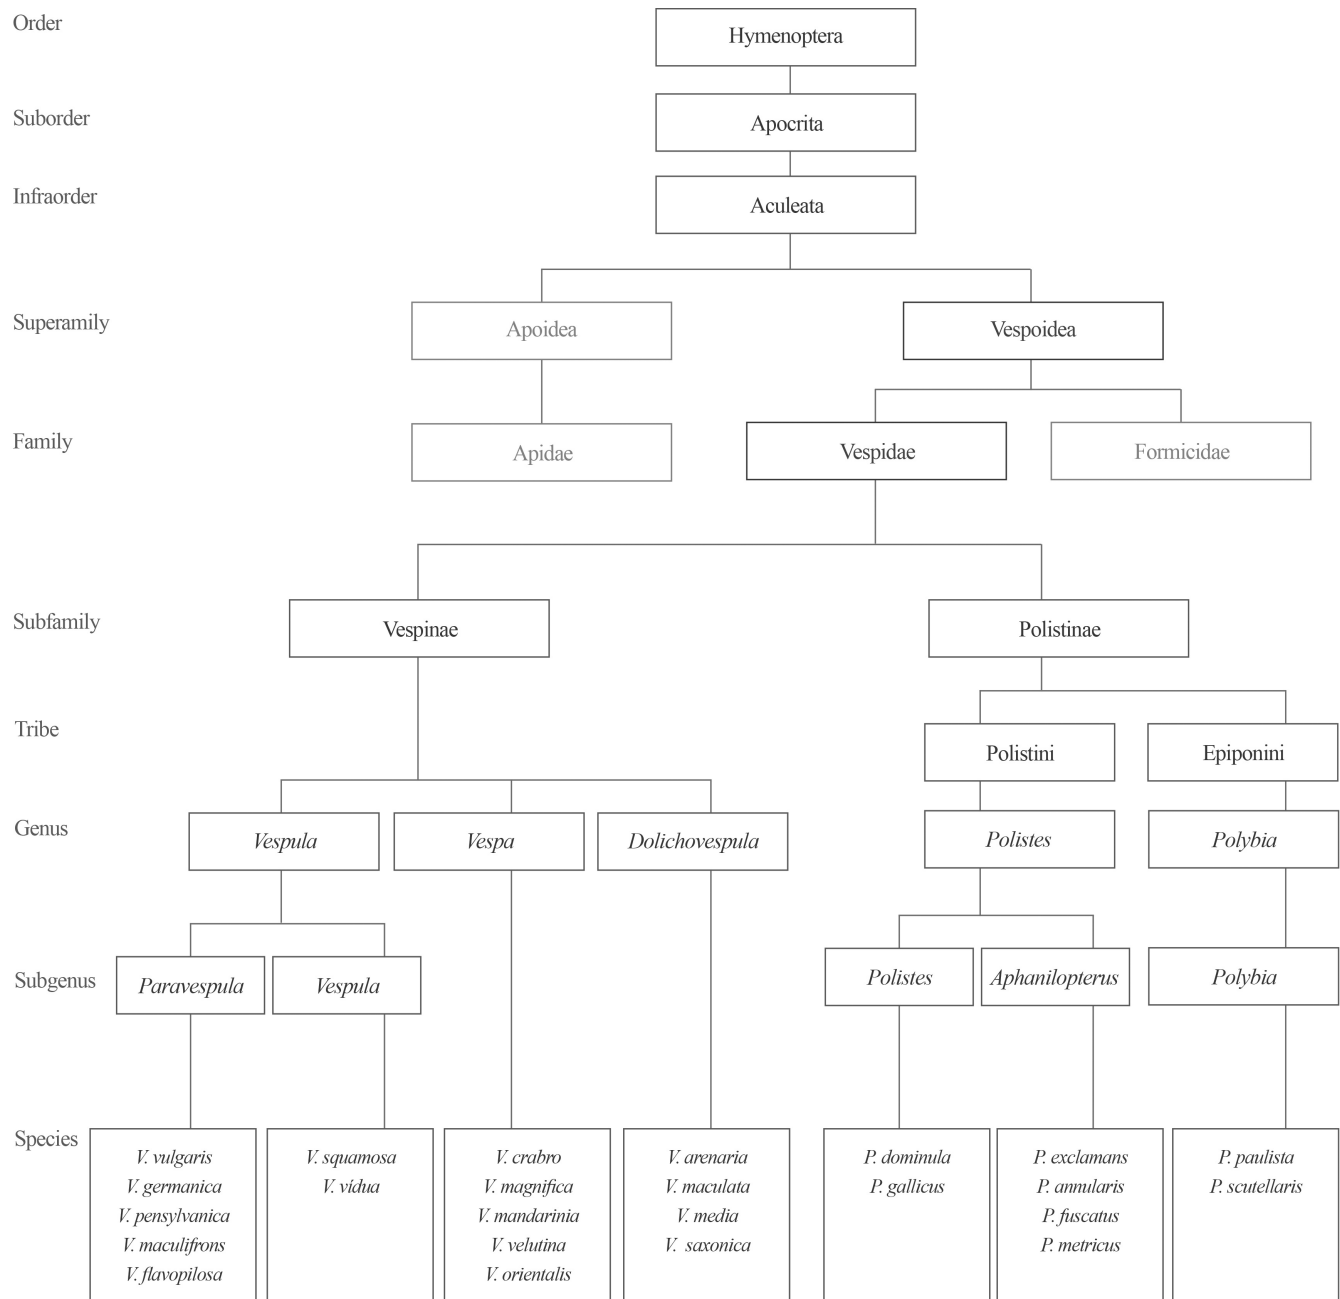 Order
Hymenoptera
Suborder
Apocrita
Infraorder
Aculeata
Superamily
Apoidea
Vespoidea
Family
Apidae
Vespidae
Formicidae
Subfamily
Vespinae
Polistinae
Tribe
Polistini
Epiponini
Genus
Vespula
Vespa
Dolichovespula
Polistes
Polybia
Subgenus
Paravespula
Vespula
Polistes
Aphanilopterus
Polybia
Species
V. vulgaris
V. germanica
V. pensylvanica
V. maculifrons
V. flavopilosa
V. squamosa
V. vidua
V. crabro
V. magnifica
V. mandarinia
V. velutina
V. orientalis
V. arenaria
V. maculata
V. media
V. saxonica
P. dominula
P. gallicus
P. exclamans
P. annularis
P. fuscatus
P. metricus
P. paulista
P. scutellaris